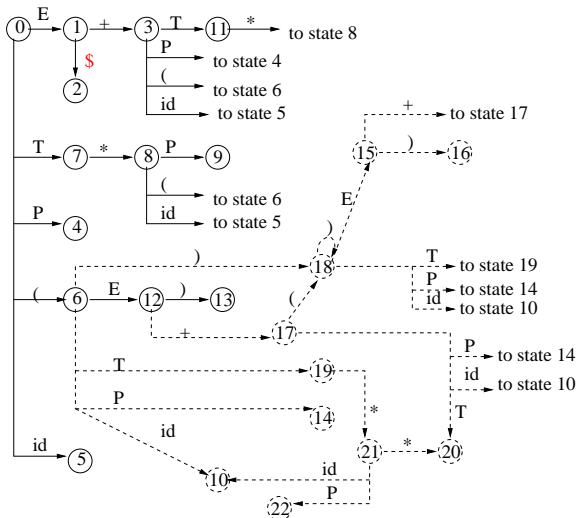 0 E 1 + 3 T 11 * to state 8
$
2
P to state 4
( to state 6
id to state 5
T 7 * 8 P 9
( to state 6
id to state 5
+ to state 17
15 ) 16
E
P 4
)
)
18
T to state 19
P to state 14
id to state 10
( 6 E 12 ) 13
(
+ 17
P to state 14
id to state 10
T
T 19
P 14
*
id
id 5
21 * 20
10 id
P
22